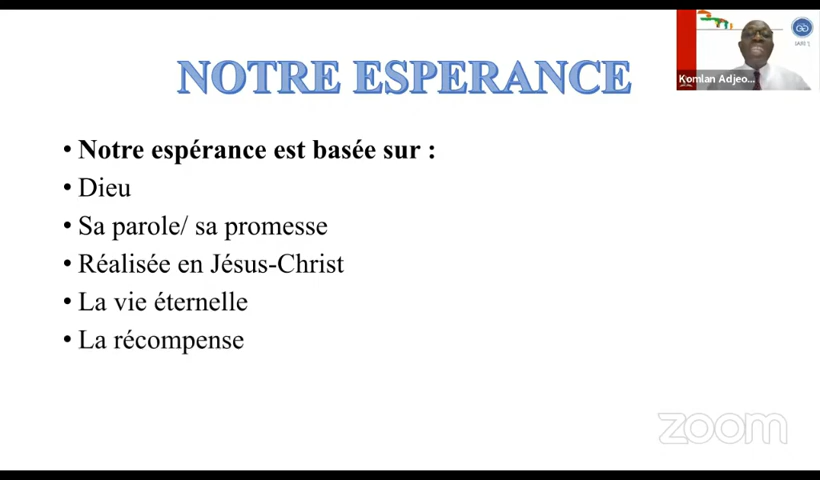 NOTRE ESPERANCE
Komlan Adjeo...
• Notre espérance est basée sur :
• Dieu
• Sa parole/ sa promesse
• Réalisée en Jésus-Christ
• La vie éternelle
• La récompense
zoom